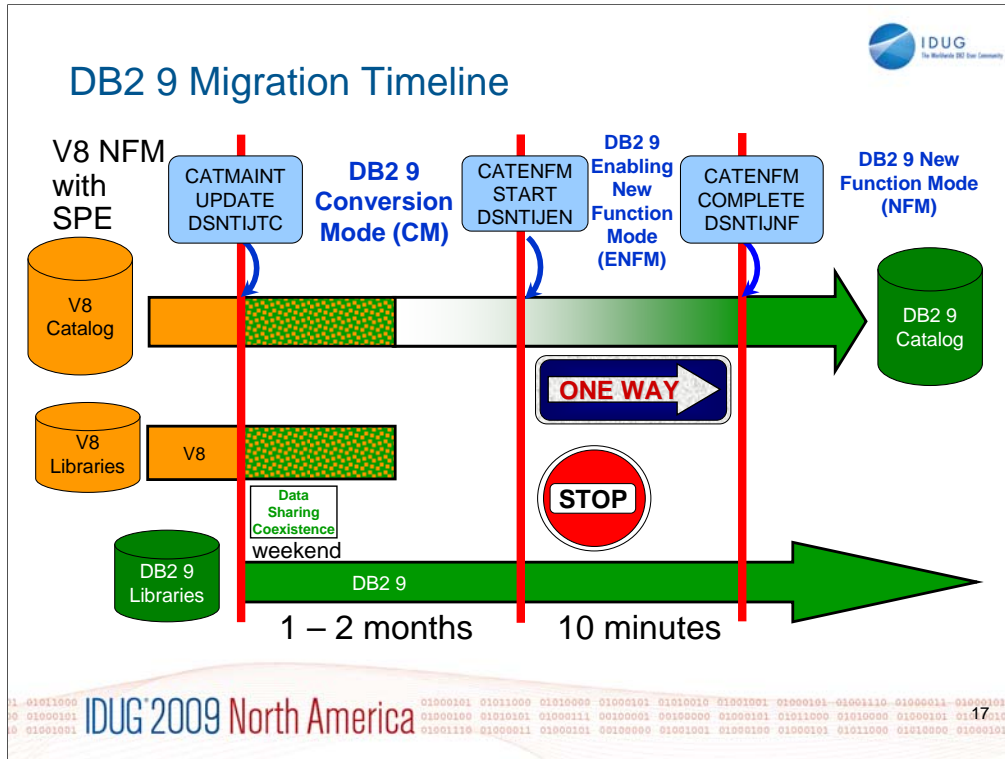 IDUG
The Worldwide DB2 User Community
DB2 9 Migration Timeline
V8 NFM
with
SPE
CATMAINT
UPDATE
DSNTIJTC
DB2 9
Conversion
Mode (CM)
CATENFM
START
DSNTIJEN
DB2 9
Enabling
New
Function
Mode
(ENFM)
CATENFM
COMPLETE
DSNTIJNF
DB2 9 New
Function Mode
(NFM)
V8
Catalog
DB2 9
Catalog
ONE WAY
V8
Libraries
V8
STOP
Data
Sharing
Coexistence
weekend
DB2 9
Libraries
DB2 9
1 – 2 months
10 minutes
IDUG 2009 North America
17